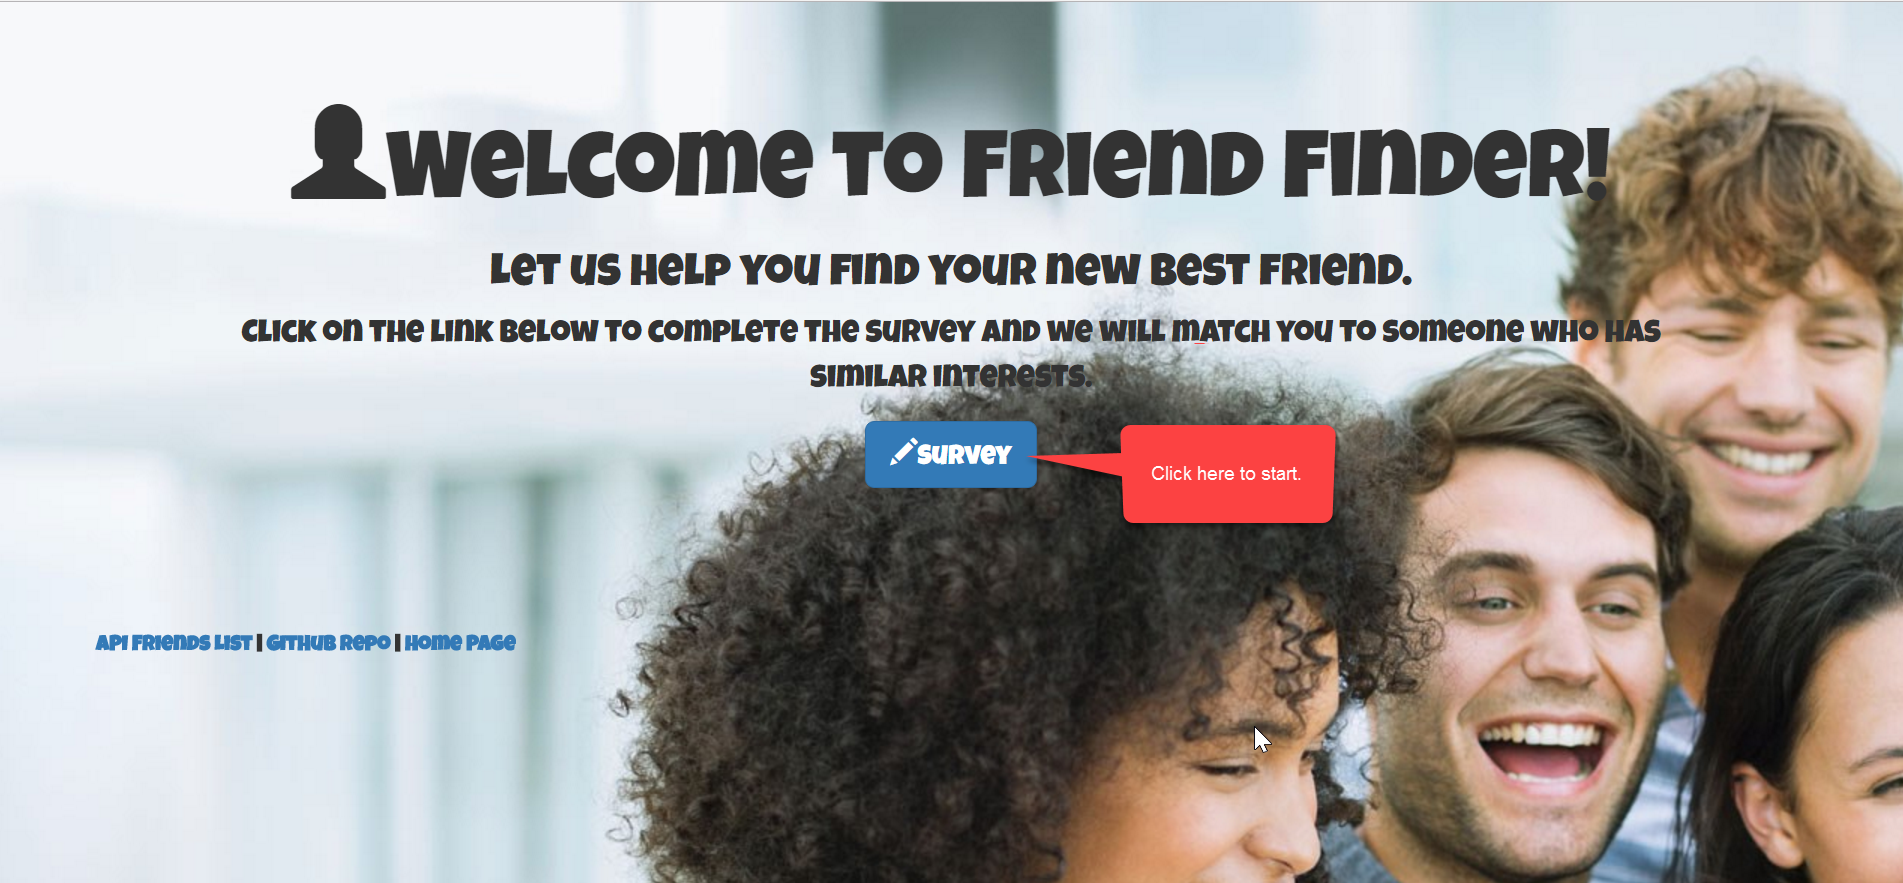 Welcome to Friend Finder!
Let us help you find your new best friend.
Click on the link below to complete the survey and we will match you to someone who has
similar interests.
Survey
Click here to start.
API Friends List | GitHub Repo | Home Page